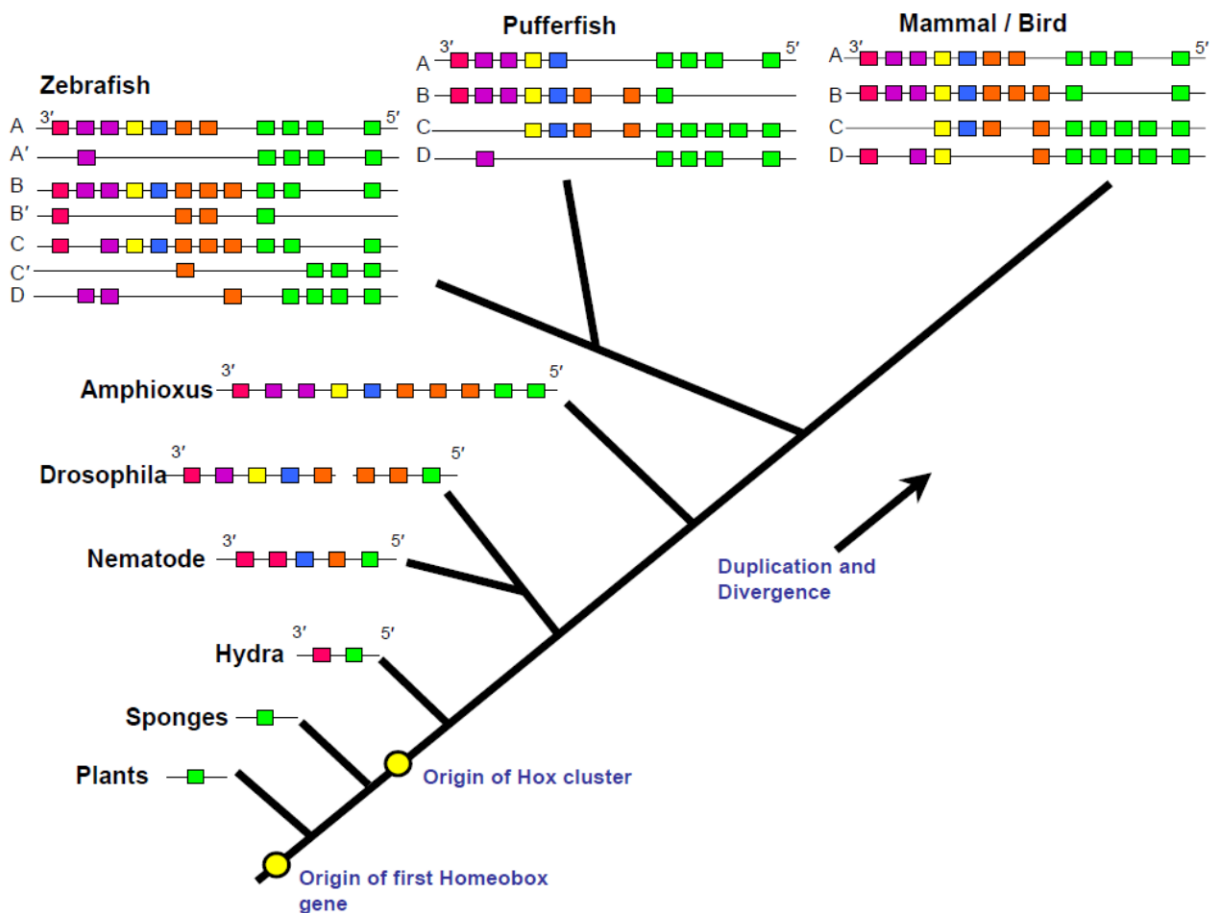 Pufferfish
3′ 5′
A
B
C
D
Mammal / Bird
3′ 5′
A
B
C
D
Zebrafish
3′ 5′
A
A′
B
B′
C
C′
D
Amphioxus 3′ 5′
Drosophila 3′ 5′
Nematode 3′ 5′
Hydra 3′ 5′
Sponges
Plants
Duplication and
Divergence
Origin of Hox cluster
Origin of first Homeobox
gene